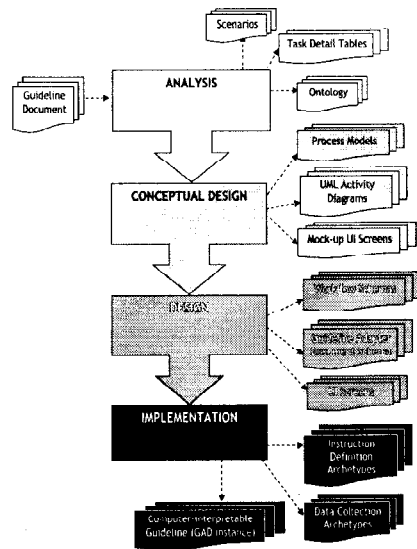 Scenarios
Task Detail Tables
ANALYSIS
Guideline
Document
Ontology
Process Models
CONCEPTUAL DESIGN
UML Activity
Diagrams
Mock-up UI Screens
DESIGN
IMPLEMENTATION
Instruction
Definition
Archetypes
Computer-Interpretable
Guideline (GAD instance)
Data Collection
Archetypes